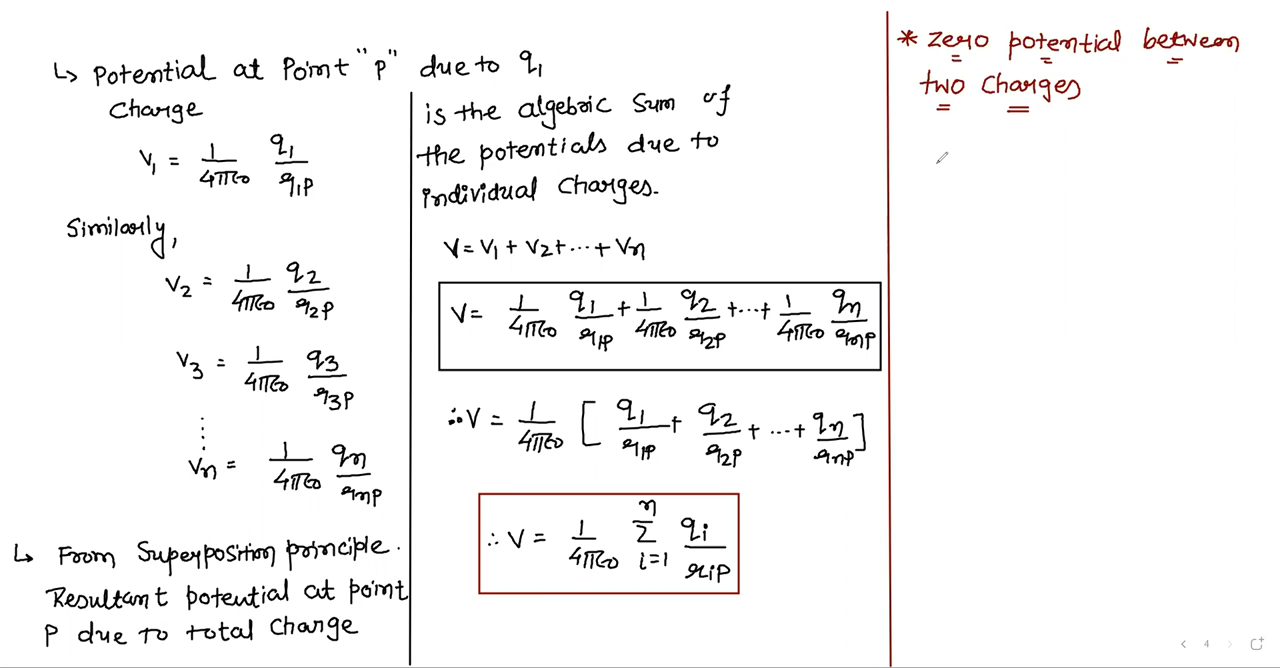 ↳ Potential at Point "P" due to q₁
Charge
V₁ = 1/4πε₀ q₁/r₁P
Similarly,
V₂ = 1/4πε₀ q₂/r₂P
V₃ = 1/4πε₀ q₃/r₃P
⋮
Vn = 1/4πε₀ qn/rnP
↳ From Superposition principle.
Resultant potential at point
P due to total Charge
is the algebric Sum of
the potentials due to
individual Charges.
V = V₁ + V₂ + ... + Vn
V = 1/4πε₀ q₁/r₁P + 1/4πε₀ q₂/r₂P + ... + 1/4πε₀ qn/rnP
∴ V = 1/4πε₀ [ q₁/r₁P + q₂/r₂P + ... + qn/rnP ]
∴ V = 1/4πε₀ n Σ i=1 qi/riP
* Zero potential between
two Charges
< 4 >